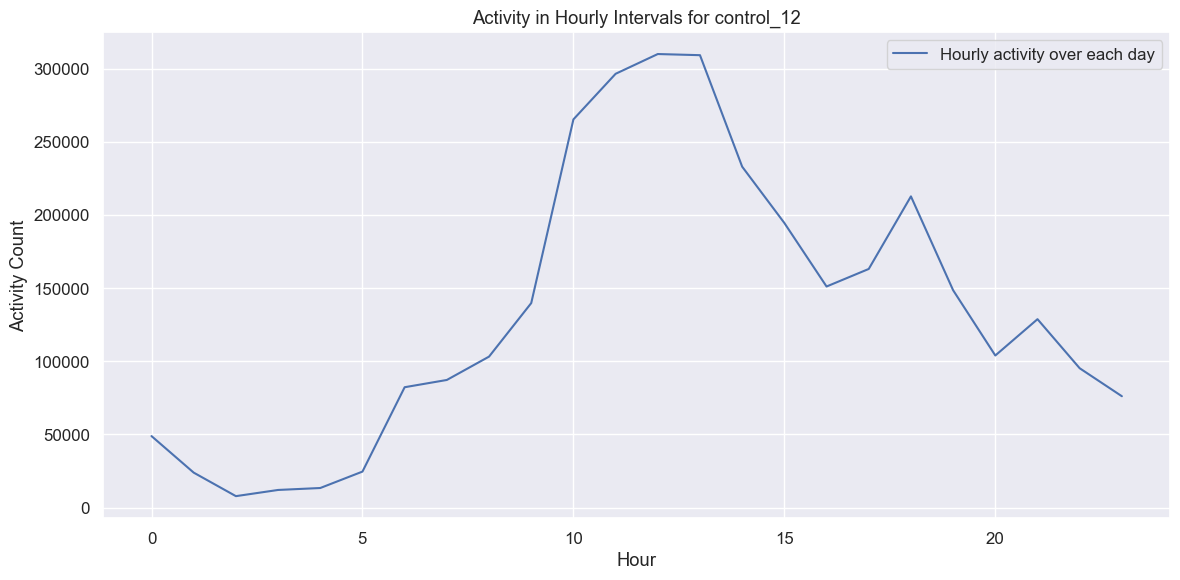 Activity in Hourly Intervals for control_12
Hourly activity over each day
Activity Count
300000
250000
200000
150000
100000
50000
0
0 5 10 15 20
Hour